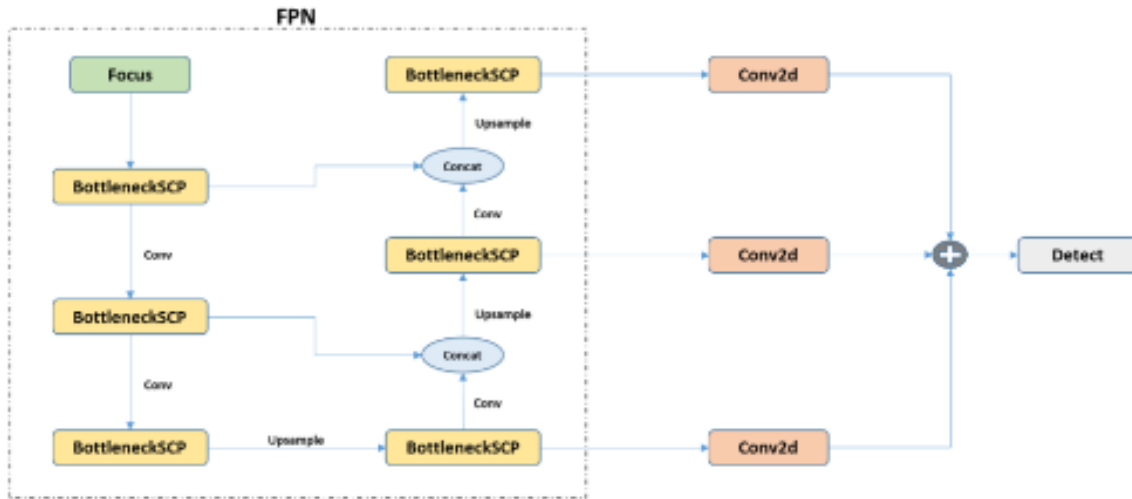 FPN
Focus
BottleneckSCP
Conv2d
Upsample
Concat
BottleneckSCP
Conv
Conv
BottleneckSCP
Conv2d
Detect
BottleneckSCP
Upsample
Concat
Conv
Conv
BottleneckSCP
Upsample
BottleneckSCP
Conv2d